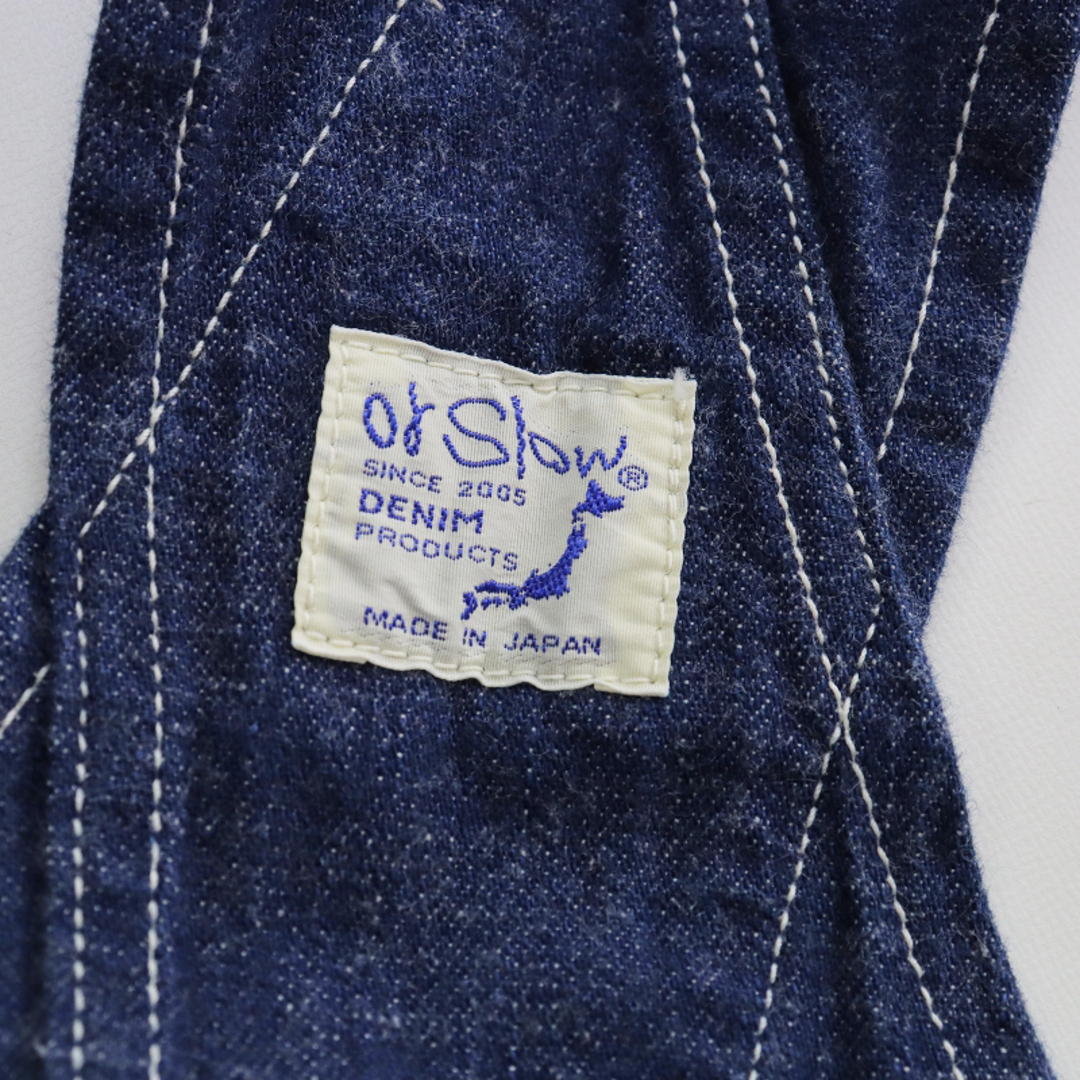 or Slow®
SINCE 2005
DENIM
PRODUCTS
MADE IN JAPAN